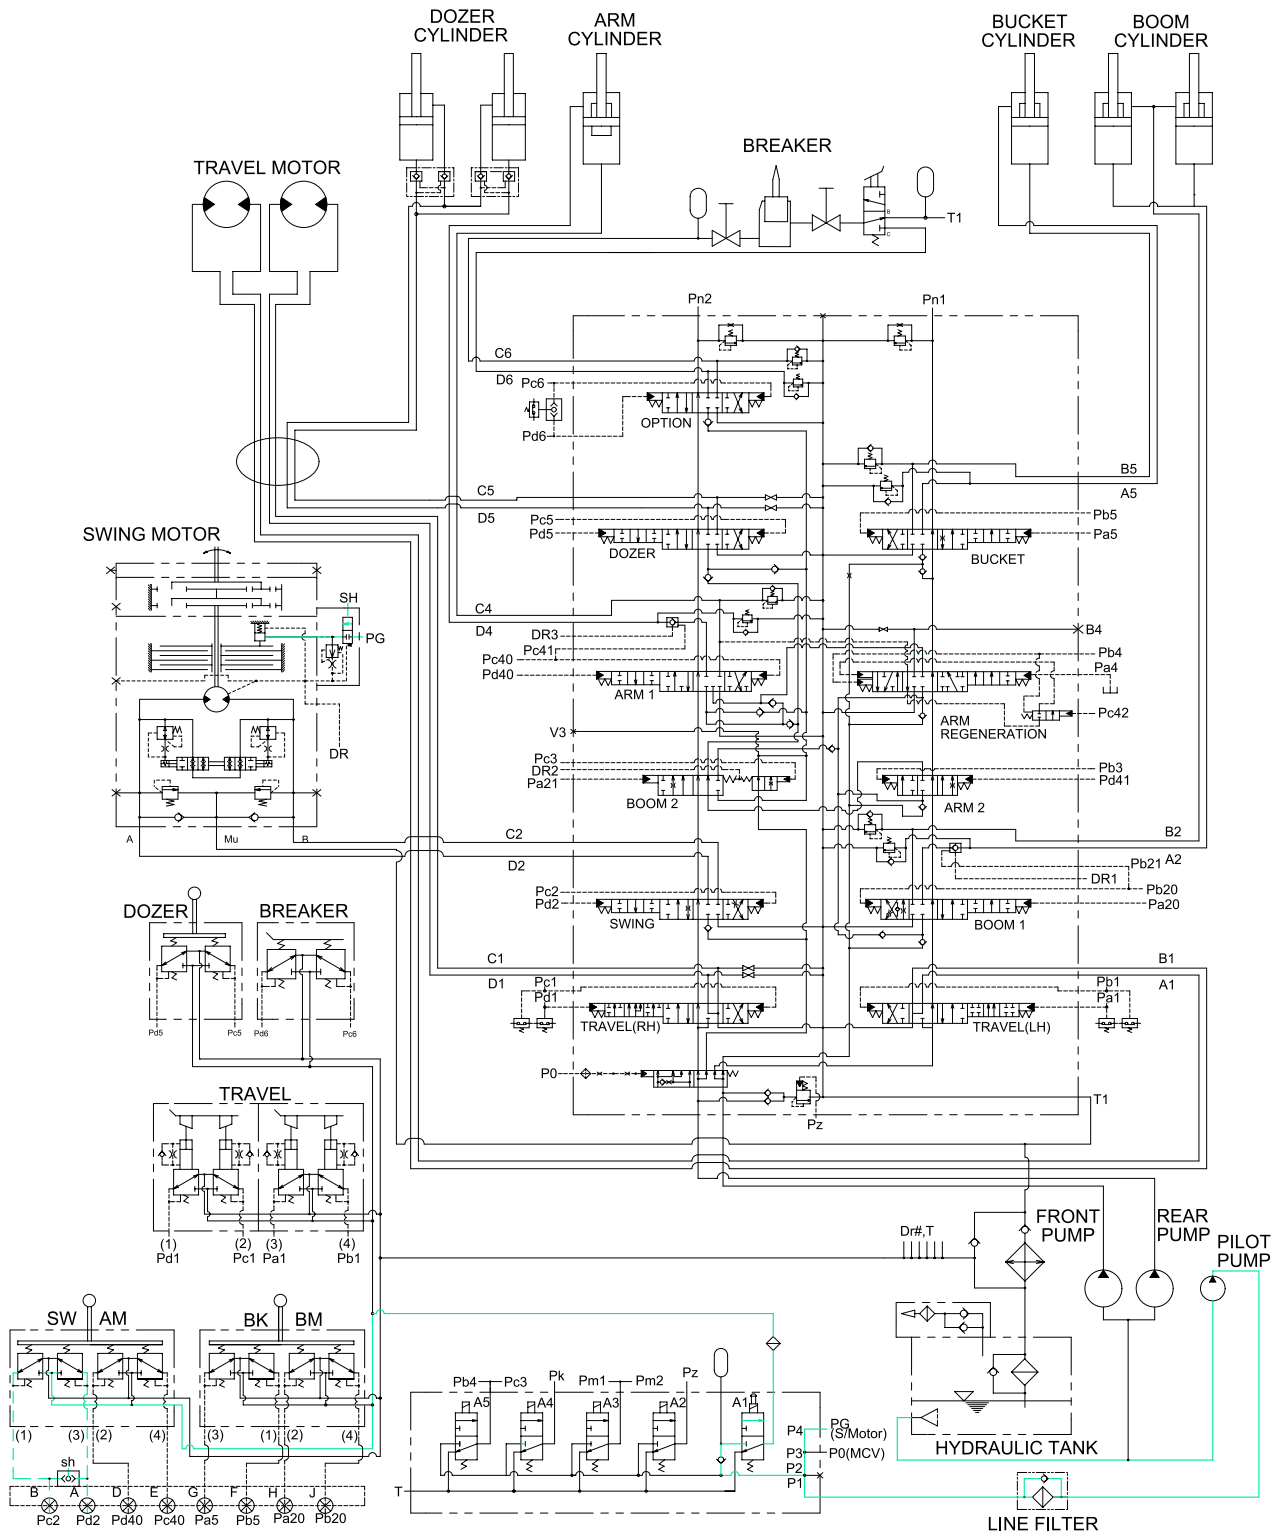 DOZER
CYLINDER
ARM
CYLINDER
BUCKET
CYLINDER
BOOM
CYLINDER
BREAKER
TRAVEL MOTOR
B
C
T1
Pn2
Pn1
C6
D6
Pc6
Pd6
OPTION
C5
D5
B5
A5
Pc5
Pd5
DOZER
Pb5
Pa5
BUCKET
SWING MOTOR
SH
PG
DR
A
Mu
B
C4
D4
DR3
Pc41
Pc40
Pd40
ARM 1
B4
Pb4
Pa4
Pc42
ARM
REGENERATION
V3
Pc3
DR2
Pa21
BOOM 2
Pb3
Pd41
ARM 2
C2
D2
B2
A2
Pb21
DR1
Pc2
Pd2
SWING
Pb20
Pa20
BOOM 1
DOZER
BREAKER
Pd5
Pc5
Pd6
Pc6
C1
D1
B1
A1
Pc1
Pd1
TRAVEL(RH)
Pb1
Pa1
TRAVEL(LH)
P0
T1
Pz
TRAVEL
(1)
Pd1
(2)
Pc1
(3)
Pa1
(4)
Pb1
Dr#,T
FRONT
PUMP
REAR
PUMP
PILOT
PUMP
SW
AM
BK
BM
(1)
(3)
(2)
(4)
(3)
(1)
(2)
(4)
sh
B
A
D
E
G
F
H
J
Pc2
Pd2
Pd40
Pc40
Pa5
Pb5
Pa20
Pb20
Pb4
Pc3
Pk
Pm1
Pm2
Pz
A5
A4
A3
A2
A1
T
P4
P3
P2
P1
PG
(S/Motor)
P0(MCV)
HYDRAULIC TANK
LINE FILTER